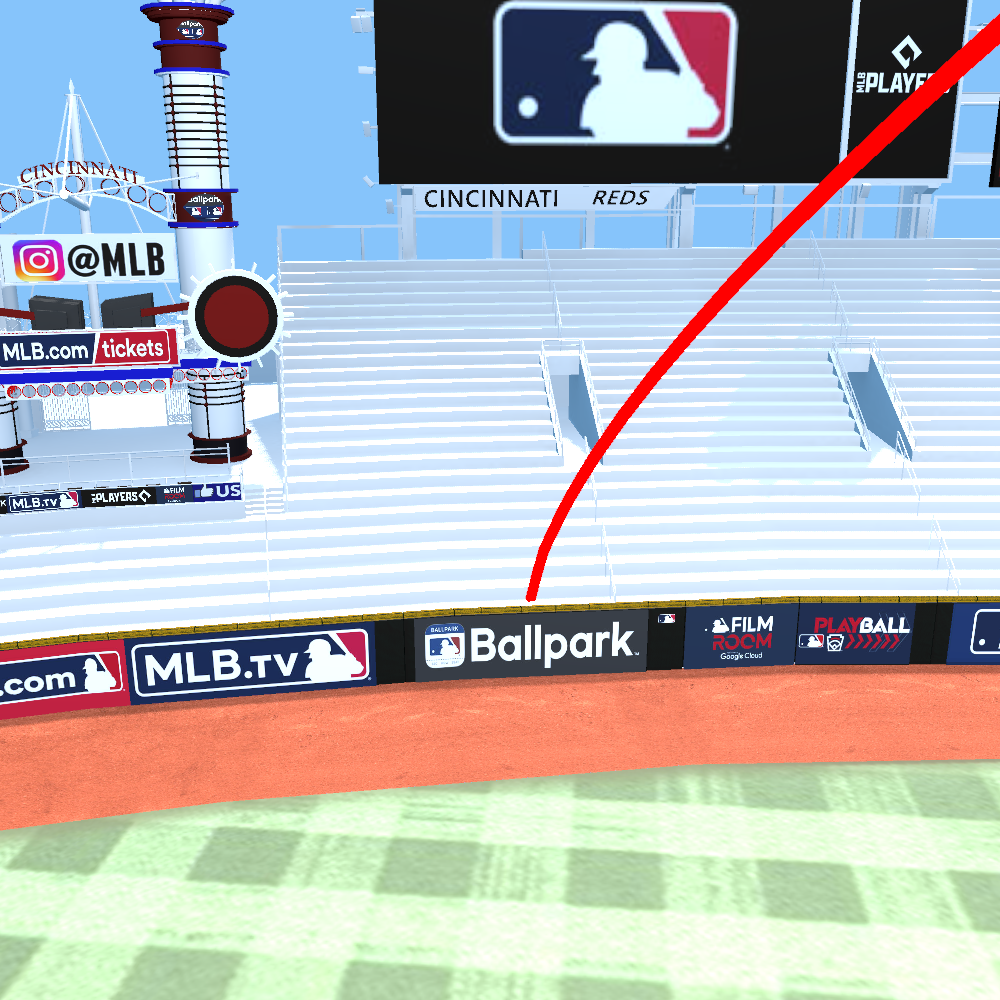 Ballpark
MLB
PLAYERS
CINCINNATI REDS
CINCINNATI
Ballpark
@MLB
MLB.com/tickets
MLB.TV
PLAYERS
FILM
US
.com
MLB.TV
BALLPARK
Ballpark
FILM
ROOM
Google Cloud
PLAYBALL